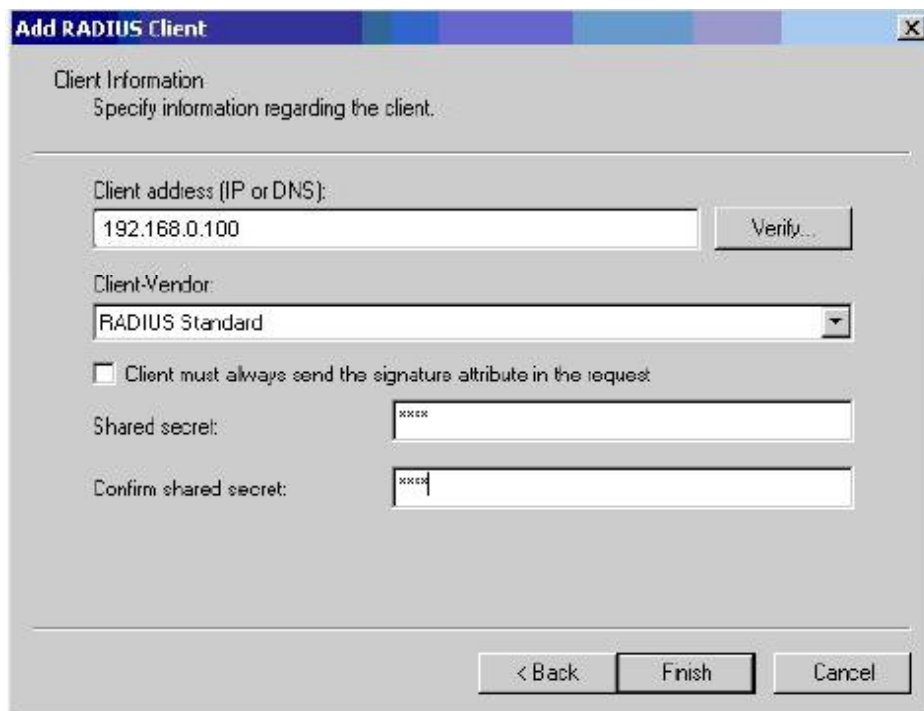 Add RADIUS Client
Client Information
Specify information regarding the client.
Client address (IP or DNS):
192.168.0.100
Verify...
Client-Vendor:
RADIUS Standard
Client must always send the signature attribute in the request
Shared secret:
xxxx
Confirm shared secret:
xxxx
< Back
Finish
Cancel